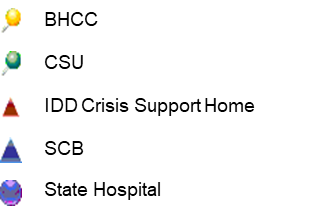 BHCC
CSU
IDD Crisis Support Home
SCB
State Hospital